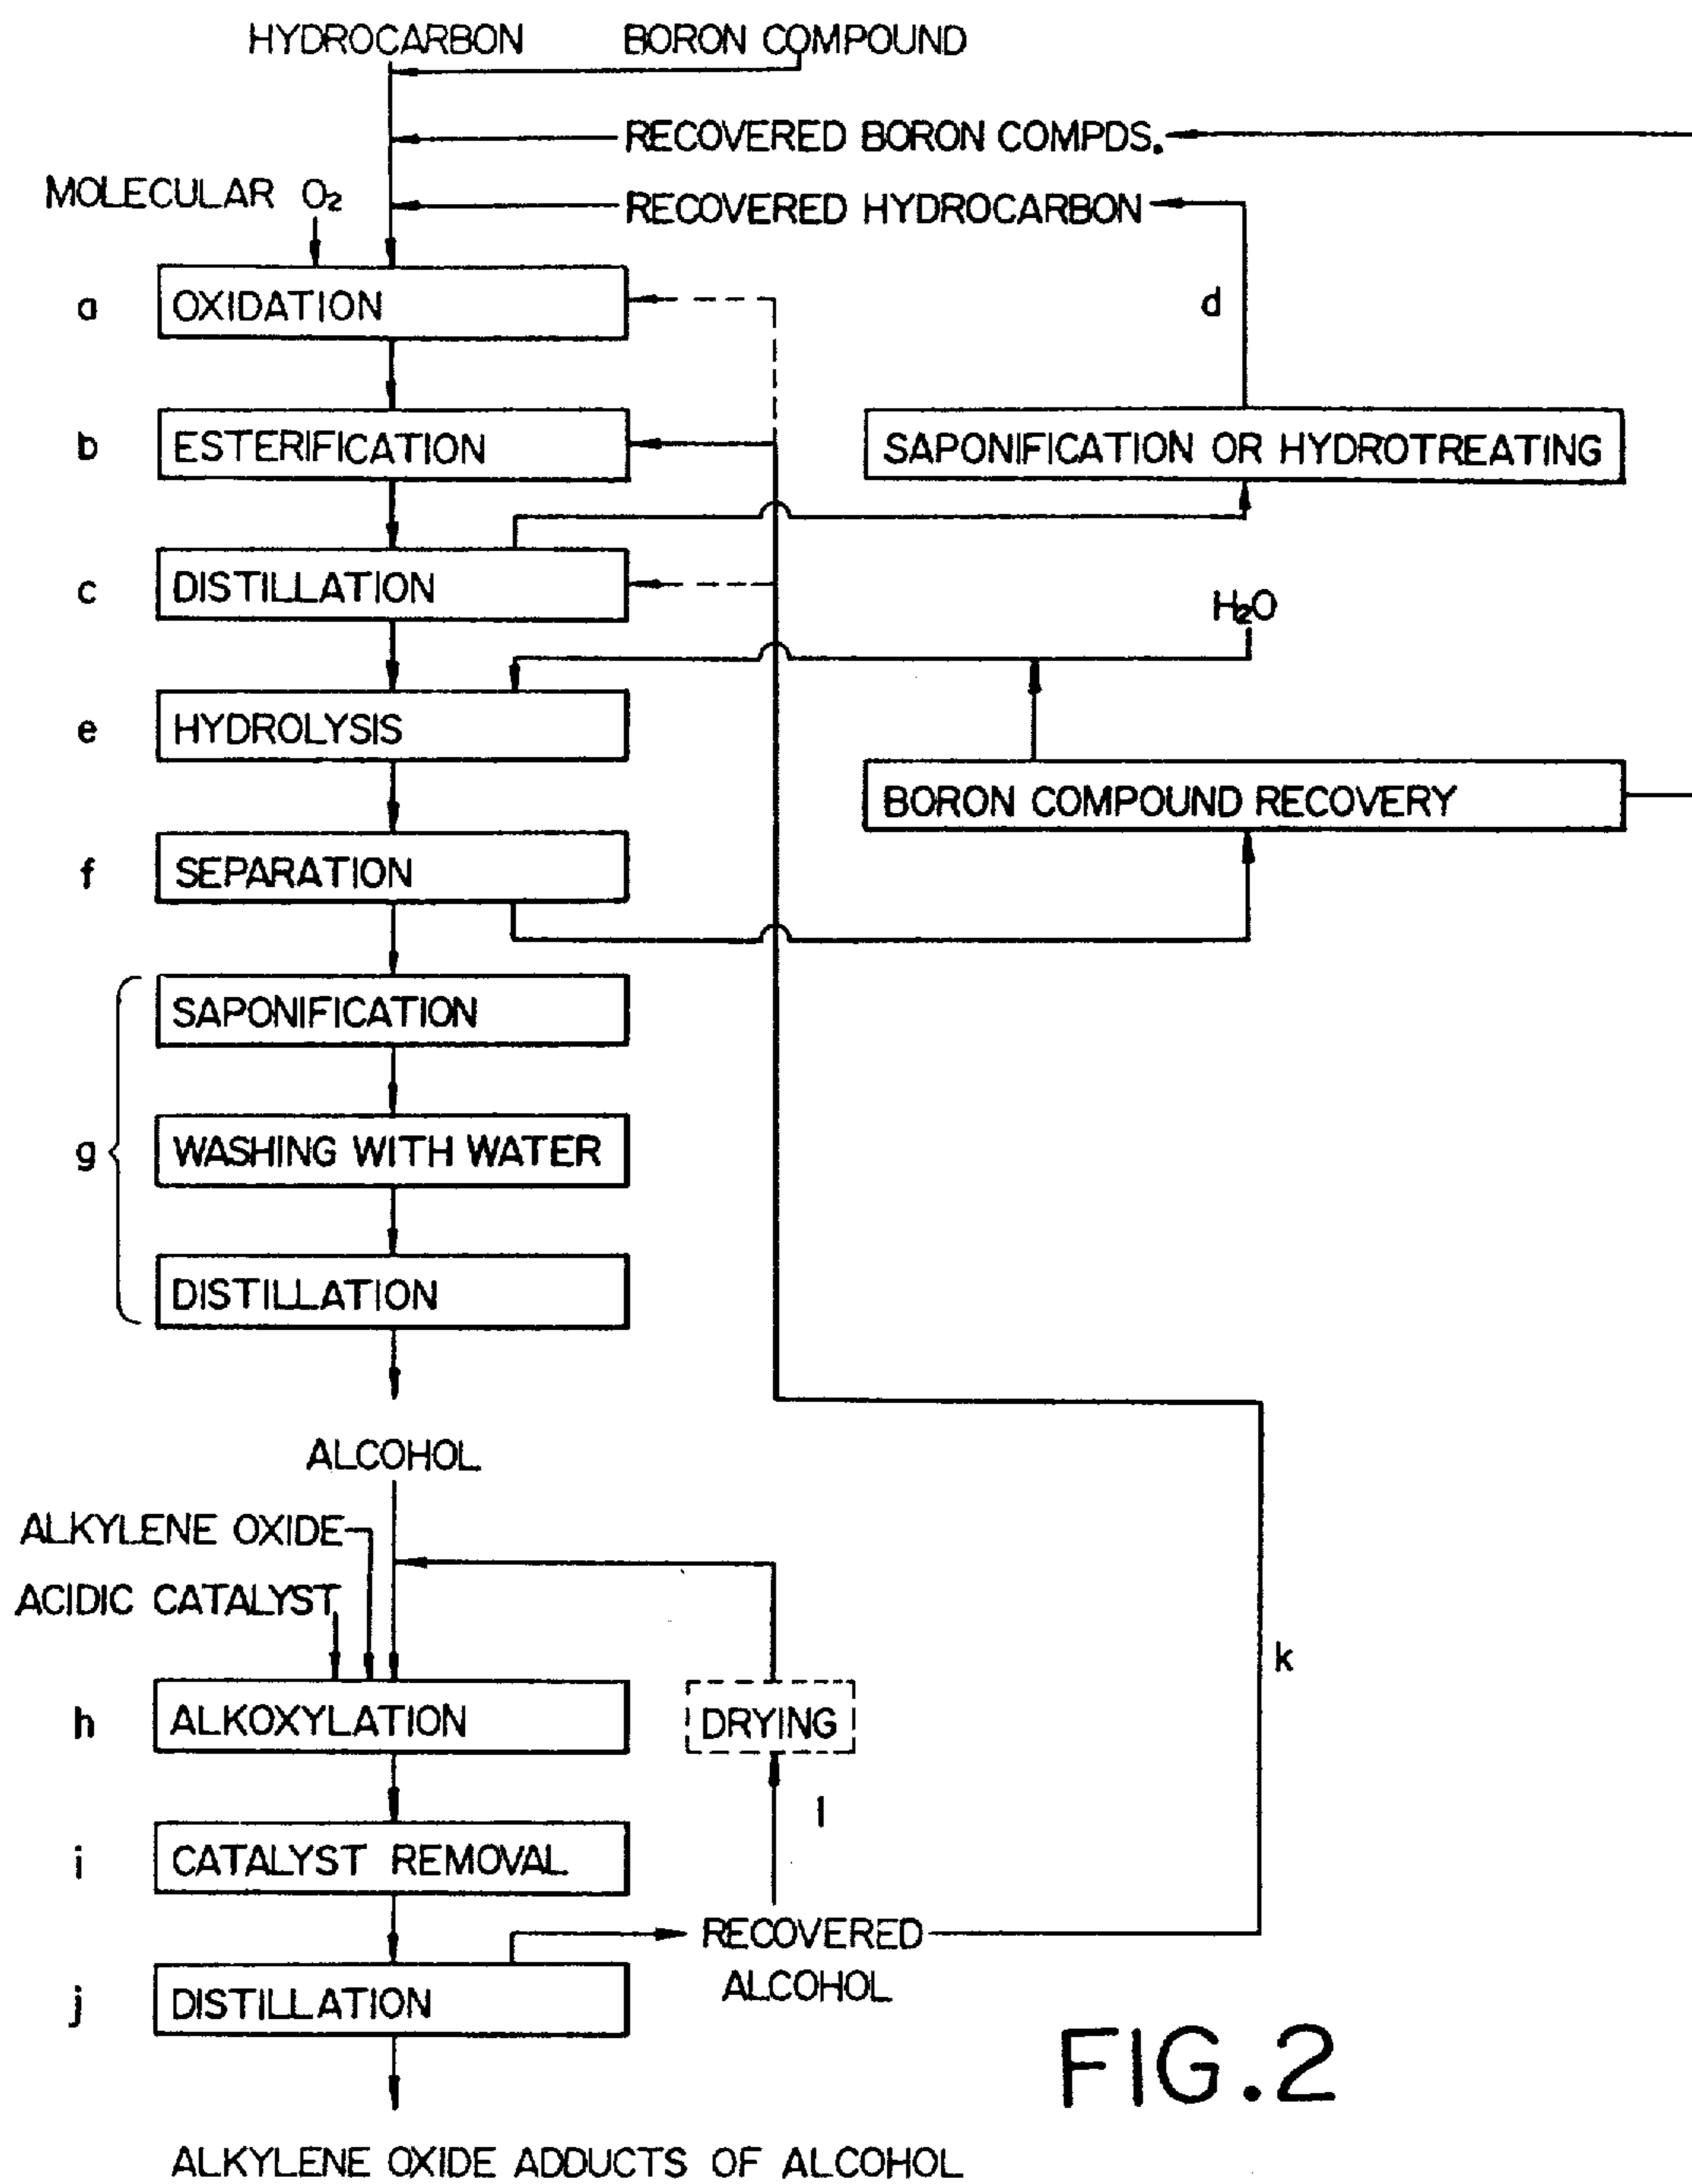 HYDROCARBON BORON COMPOUND
RECOVERED BORON COMPDS.
MOLECULAR O₂
RECOVERED HYDROCARBON
a OXIDATION
d
b ESTERIFICATION
SAPONIFICATION OR HYDROTREATING
c DISTILLATION
H₂O
e HYDROLYSIS
BORON COMPOUND RECOVERY
f SEPARATION
SAPONIFICATION
g WASHING WITH WATER
DISTILLATION
ALCOHOL
ALKYLENE OXIDE
ACIDIC CATALYST
k
h ALKOXYLATION
DRYING
l
i CATALYST REMOVAL
RECOVERED
ALCOHOL
j DISTILLATION
FIG.2
ALKYLENE OXIDE ADDUCTS OF ALCOHOL